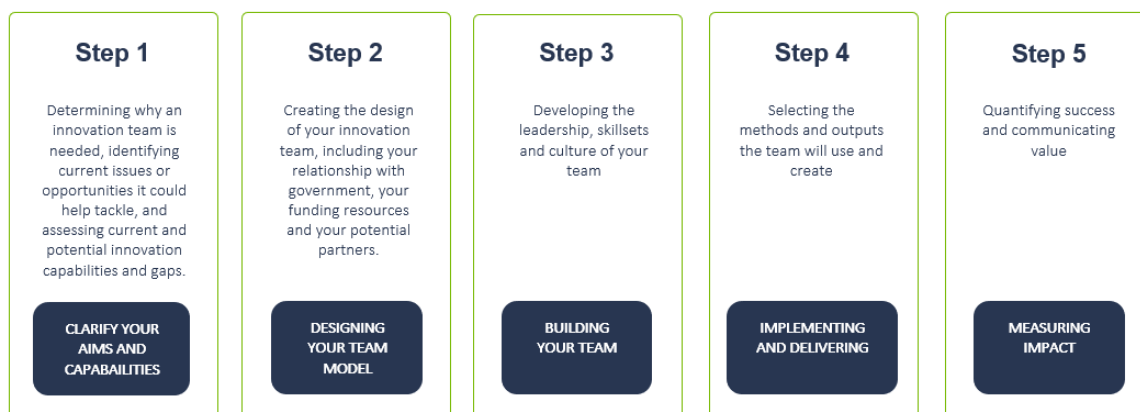 Step 1
Determining why an
innovation team is
needed, identifying
current issues or
opportunities it could
help tackle, and
assessing current and
potential innovation
capabilities and gaps.
CLARIFY YOUR
AIMS AND
CAPABAILITIES
Step 2
Creating the design
of your innovation
team, including your
relationship with
government, your
funding resources
and your potential
partners.
DESIGNING
YOUR TEAM
MODEL
Step 3
Developing the
leadership, skillsets
and culture of your
team
BUILDING
YOUR TEAM
Step 4
Selecting the
methods and outputs
the team will use and
create
IMPLEMENTING
AND DELIVERING
Step 5
Quantifying success
and communicating
value
MEASURING
IMPACT